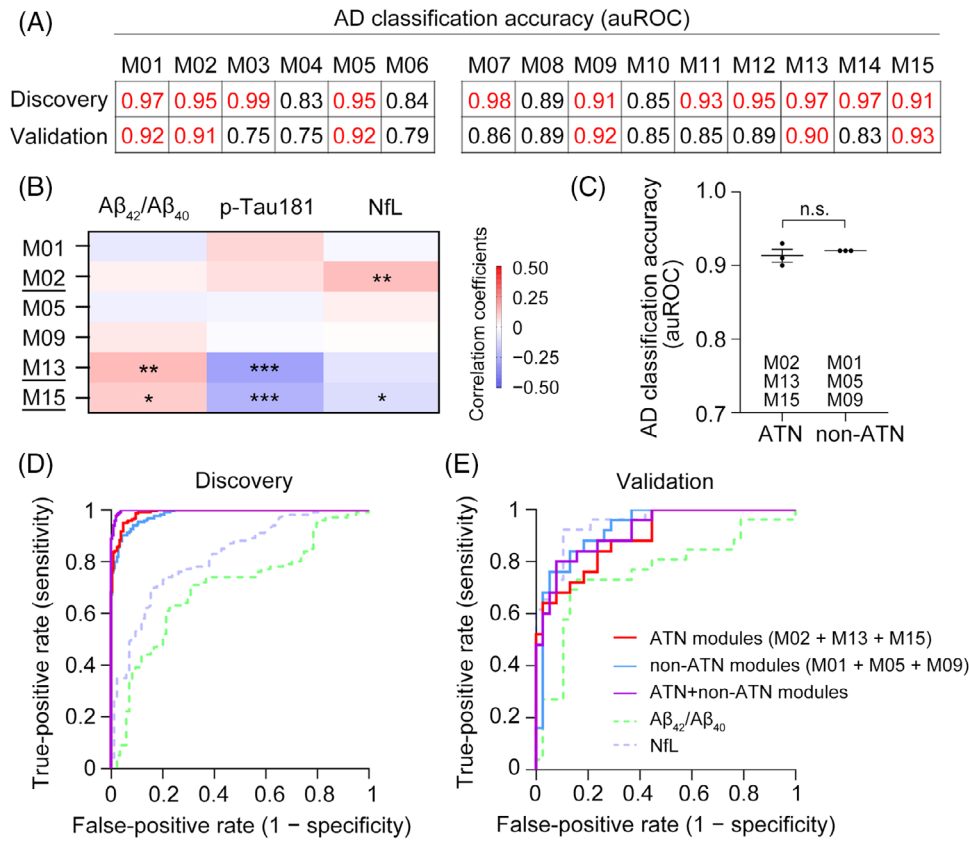 (A)
AD classification accuracy (auROC)
M01 M02 M03 M04 M05 M06 M07 M08 M09 M10 M11 M12 M13 M14 M15
Discovery 0.97 0.95 0.99 0.83 0.95 0.84 0.98 0.89 0.91 0.85 0.93 0.95 0.97 0.97 0.91
Validation 0.92 0.91 0.75 0.75 0.92 0.79 0.86 0.89 0.92 0.85 0.85 0.89 0.90 0.83 0.93
(B)
Aβ₄₂/Aβ₄₀ p-Tau181 NfL
M01
M02 **
M05
M09
M13 ** ***
M15 * *** *
Correlatiom coefficients
0.50
0.25
0
−0.25
−0.50
(C)
AD classification accuracy
(auROC)
1.0
0.9
0.8
0.7
n.s.
M02 M01
M13 M05
M15 M09
ATN non-ATN
(D)
Discovery
True-positive rate (sensitivity)
1
0.8
0.6
0.4
0.2
0
0 0.2 0.4 0.6 0.8 1
False-positive rate (1 − specificity)
(E)
Validation
True-positive rate (sensitivity)
1
0.8
0.6
0.4
0.2
0
ATN modules (M02 + M13 + M15)
non-ATN modules (M01 + M05 + M09)
ATN+non-ATN modules
Aβ₄₂/Aβ₄₀
NfL
0 0.2 0.4 0.6 0.8 1
False-positive rate (1 − specificity)